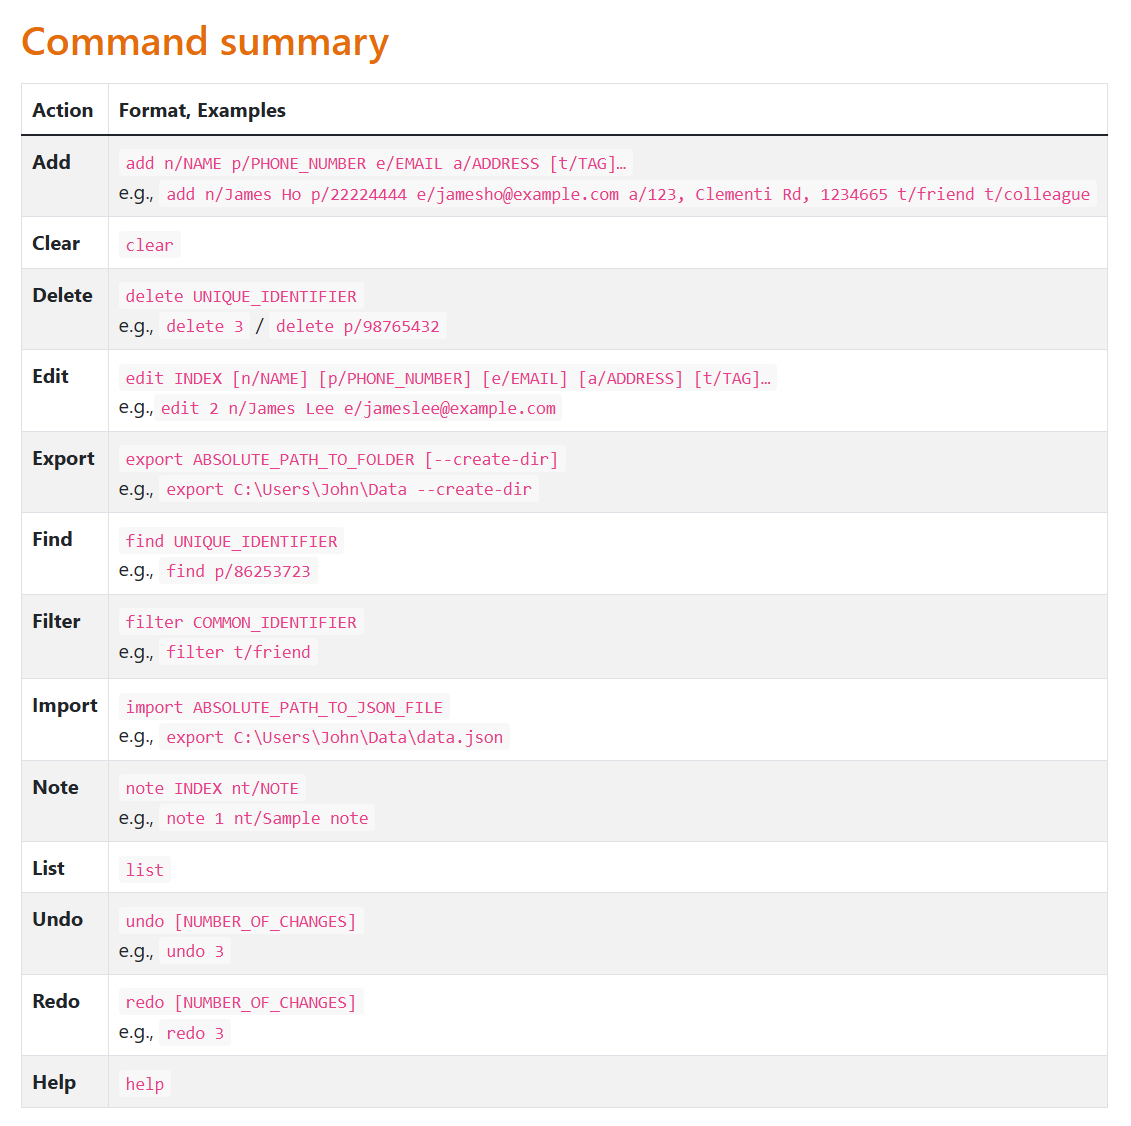 Command summary
Action Format, Examples
Add add n/NAME p/PHONE_NUMBER e/EMAIL a/ADDRESS [t/TAG]…
e.g., add n/James Ho p/22224444 e/jamesho@example.com a/123, Clementi Rd, 1234665 t/friend t/colleague
Clear clear
Delete delete UNIQUE_IDENTIFIER
e.g., delete 3 / delete p/98765432
Edit edit INDEX [n/NAME] [p/PHONE_NUMBER] [e/EMAIL] [a/ADDRESS] [t/TAG]…
e.g., edit 2 n/James Lee e/jameslee@example.com
Export export ABSOLUTE_PATH_TO_FOLDER [--create-dir]
e.g., export C:\Users\John\Data --create-dir
Find find UNIQUE_IDENTIFIER
e.g., find p/86253723
Filter filter COMMON_IDENTIFIER
e.g., filter t/friend
Import import ABSOLUTE_PATH_TO_JSON_FILE
e.g., export C:\Users\John\Data\data.json
Note note INDEX nt/NOTE
e.g., note 1 nt/Sample note
List list
Undo undo [NUMBER_OF_CHANGES]
e.g., undo 3
Redo redo [NUMBER_OF_CHANGES]
e.g., redo 3
Help help